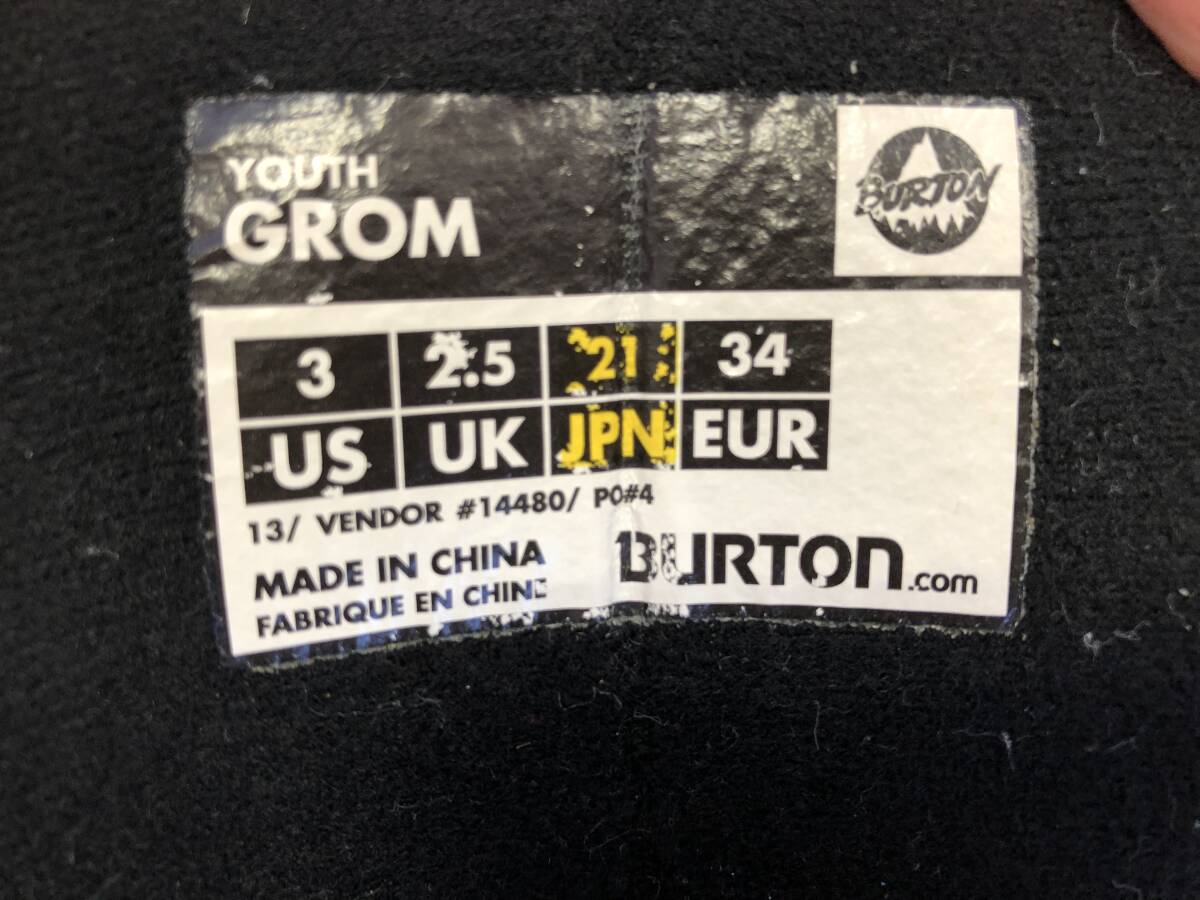 YOUTH
GROM
BURTON
3 2.5 21 34
US UK JPN EUR
13/ VENDOR #14480/ PO#4
MADE IN CHINA
FABRIQUE EN CHINE
BURTON.com